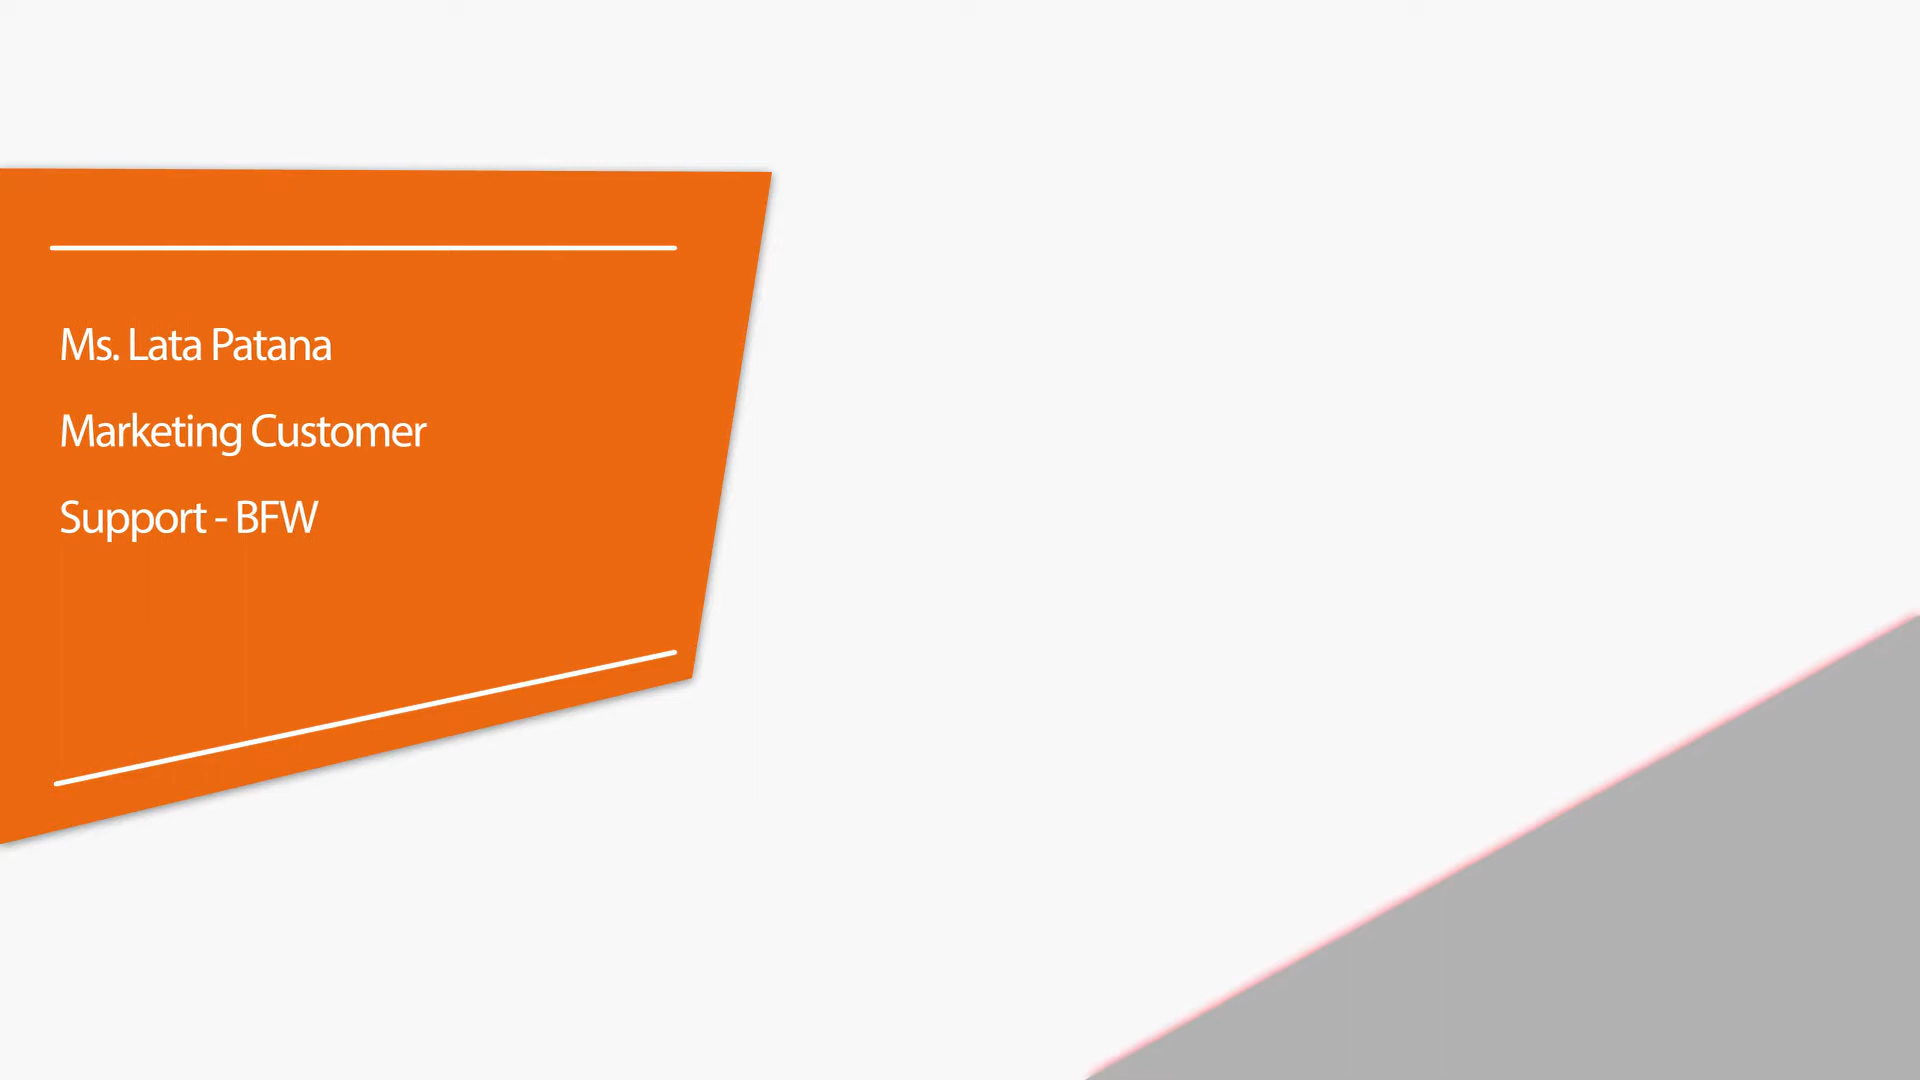 Ms. Lata Patana
Marketing Customer
Support - BFW